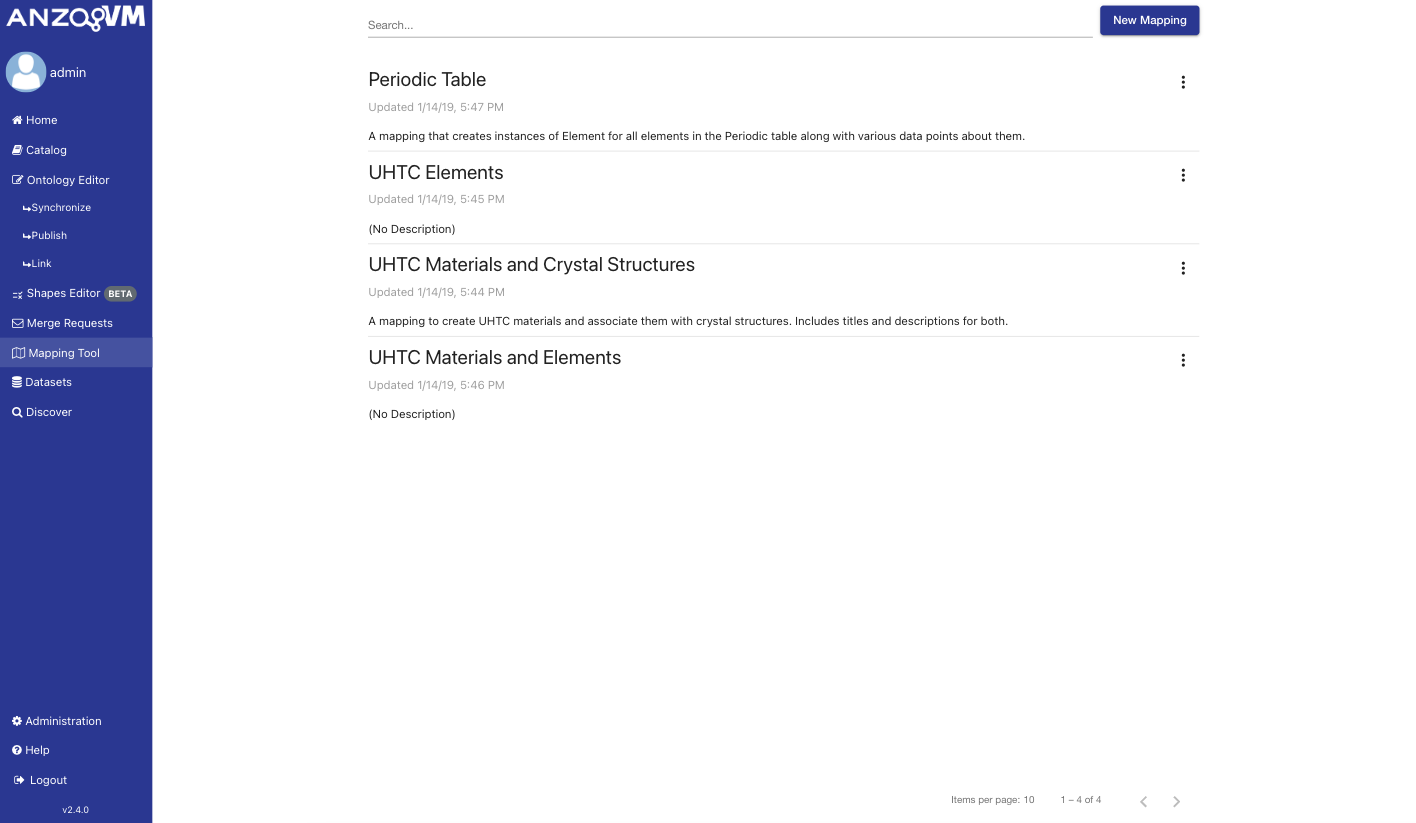 ANZOVM
admin
Home
Catalog
Ontology Editor
Synchronize
Publish
Link
Shapes Editor BETA
Merge Requests
Mapping Tool
Datasets
Discover
Administration
Help
Logout
v2.4.0
Search...
New Mapping
Periodic Table
Updated 1/14/19, 5:47 PM
A mapping that creates instances of Element for all elements in the Periodic table along with various data points about them.
UHTC Elements
Updated 1/14/19, 5:45 PM
(No Description)
UHTC Materials and Crystal Structures
Updated 1/14/19, 5:44 PM
A mapping to create UHTC materials and associate them with crystal structures. Includes titles and descriptions for both.
UHTC Materials and Elements
Updated 1/14/19, 5:46 PM
(No Description)
Items per page: 10
1 – 4 of 4